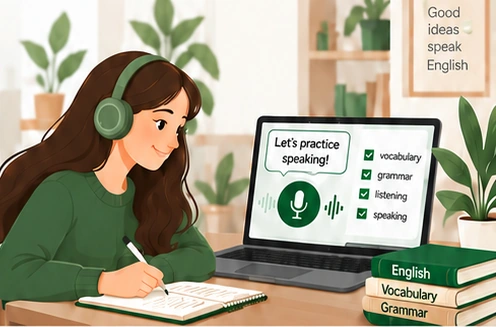 Good
ideas
speak
English
Let's practice
speaking!
vocabulary
grammar
listening
speaking
English
Vocabulary
Grammar